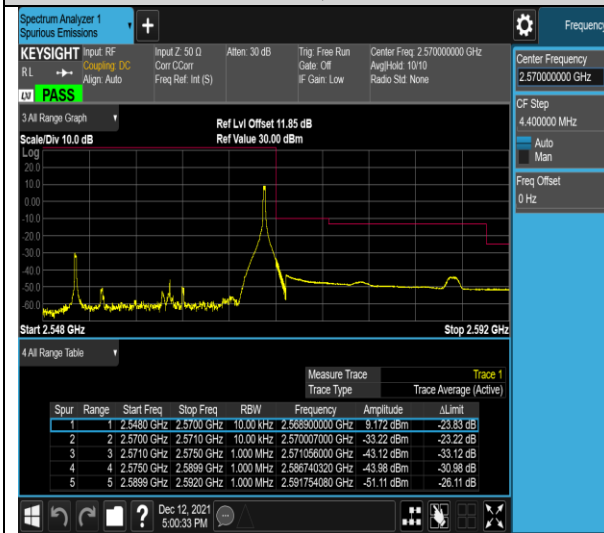 Spectrum Analyzer 1
Spurious Emissions
+
Frequency
KEYSIGHT
RL
LXI PASS
Input: RF
Coupling: DC
Align: Auto
Input Z: 50 Ω
Corr CCorr
Freq Ref: Int (S)
Atten: 30 dB
Trig: Free Run
Gate: Off
IF Gain: Low
Center Freq: 2.570000000 GHz
Avg|Hold: 10/10
Radio Std: None
Center Frequency
2.570000000 GHz
CF Step
4.400000 MHz
Auto
Man
Freq Offset
0 Hz
3 All Range Graph
Scale/Div 10.0 dB
Ref Lvl Offset 11.85 dB
Ref Value 30.00 dBm
Log
20.0
10.0
0.00
-10.0
-20.0
-30.0
-40.0
-50.0
-60.0
Start 2.548 GHz
Stop 2.592 GHz
4 All Range Table
Measure Trace Trace 1
Trace Type Trace Average (Active)
Spur Range Start Freq Stop Freq RBW Frequency Amplitude ΔLimit
1 1 2.5480 GHz 2.5700 GHz 10.00 kHz 2.568900000 GHz 9.172 dBm -23.83 dB
2 2 2.5700 GHz 2.5710 GHz 10.00 kHz 2.570007000 GHz -33.22 dBm -23.22 dB
3 3 2.5710 GHz 2.5750 GHz 1.000 MHz 2.571056000 GHz -43.12 dBm -33.12 dB
4 4 2.5750 GHz 2.5899 GHz 1.000 MHz 2.586740320 GHz -43.98 dBm -30.98 dB
5 5 2.5899 GHz 2.5920 GHz 1.000 MHz 2.591754080 GHz -51.11 dBm -26.11 dB
?
Dec 12, 2021
5:00:33 PM